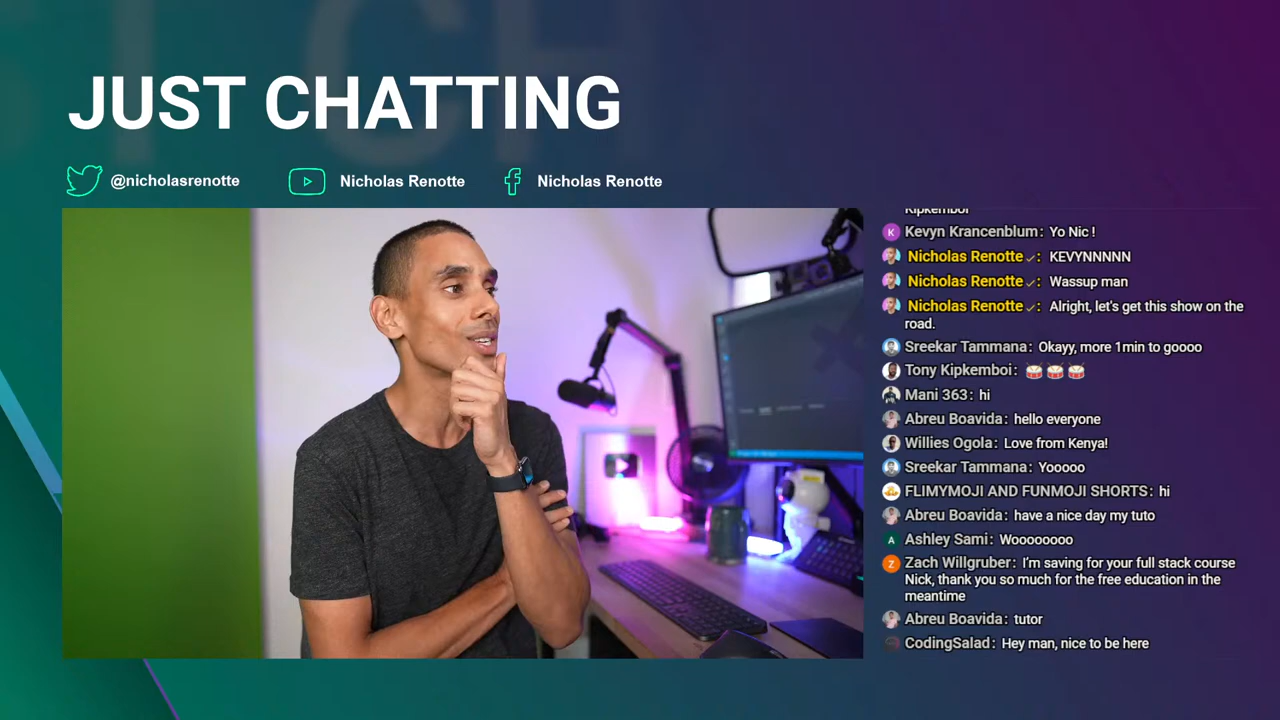 JUST CHATTING
@nicholasrenotte
Nicholas Renotte
Nicholas Renotte
Kipkemboi
Kevyn Krancenblum: Yo Nic !
Nicholas Renotte: KEVYNNNNN
Nicholas Renotte: Wassup man
Nicholas Renotte: Alright, let's get this show on the
road.
Sreekar Tammana: Okayy, more 1min to goooo
Tony Kipkemboi: 🥁 🥁 🥁
Mani 363: hi
Abreu Boavida: hello everyone
Willies Ogola: Love from Kenya!
Sreekar Tammana: Yooooo
FLIMYMOJI AND FUNMOJI SHORTS: hi
Abreu Boavida: have a nice day my tuto
A Ashley Sami: Woooooooo
Z Zach Willgruber: I'm saving for your full stack course
Nick, thank you so much for the free education in the
meantime
Abreu Boavida: tutor
CodingSalad: Hey man, nice to be here